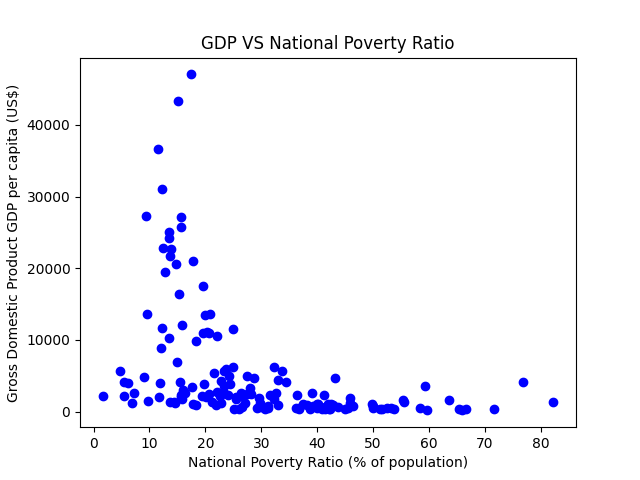 GDP VS National Poverty Ratio
Gross Domestic Product GDP per capita (US$)
40000
30000
20000
10000
0
0 10 20 30 40 50 60 70 80
National Poverty Ratio (% of population)